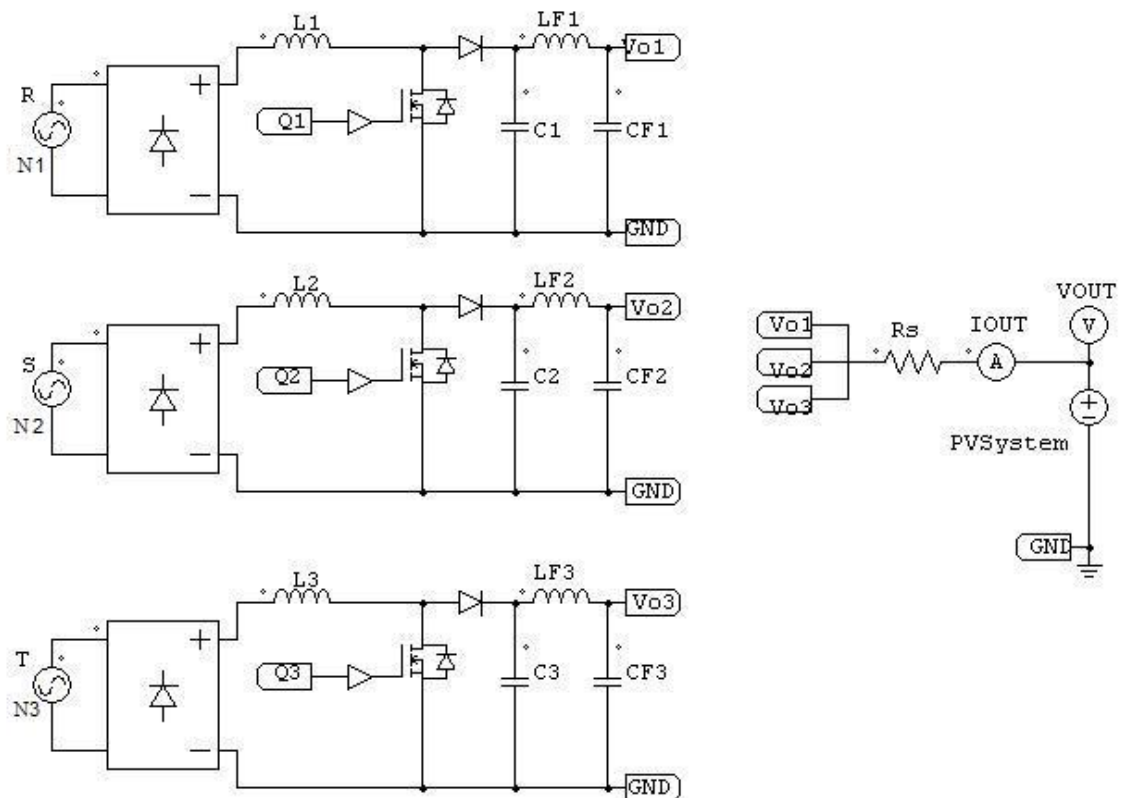 L1
LF1
Vo1
R
N1
+
−
Q1
C1
CF1
GND
L2
LF2
Vo2
S
N2
+
−
Q2
C2
CF2
GND
L3
LF3
Vo3
T
N3
+
−
Q3
C3
CF3
GND
Vo1
Vo2
Vo3
Rs
IOUT
A
VOUT
V
+
−
PVSystem
GND